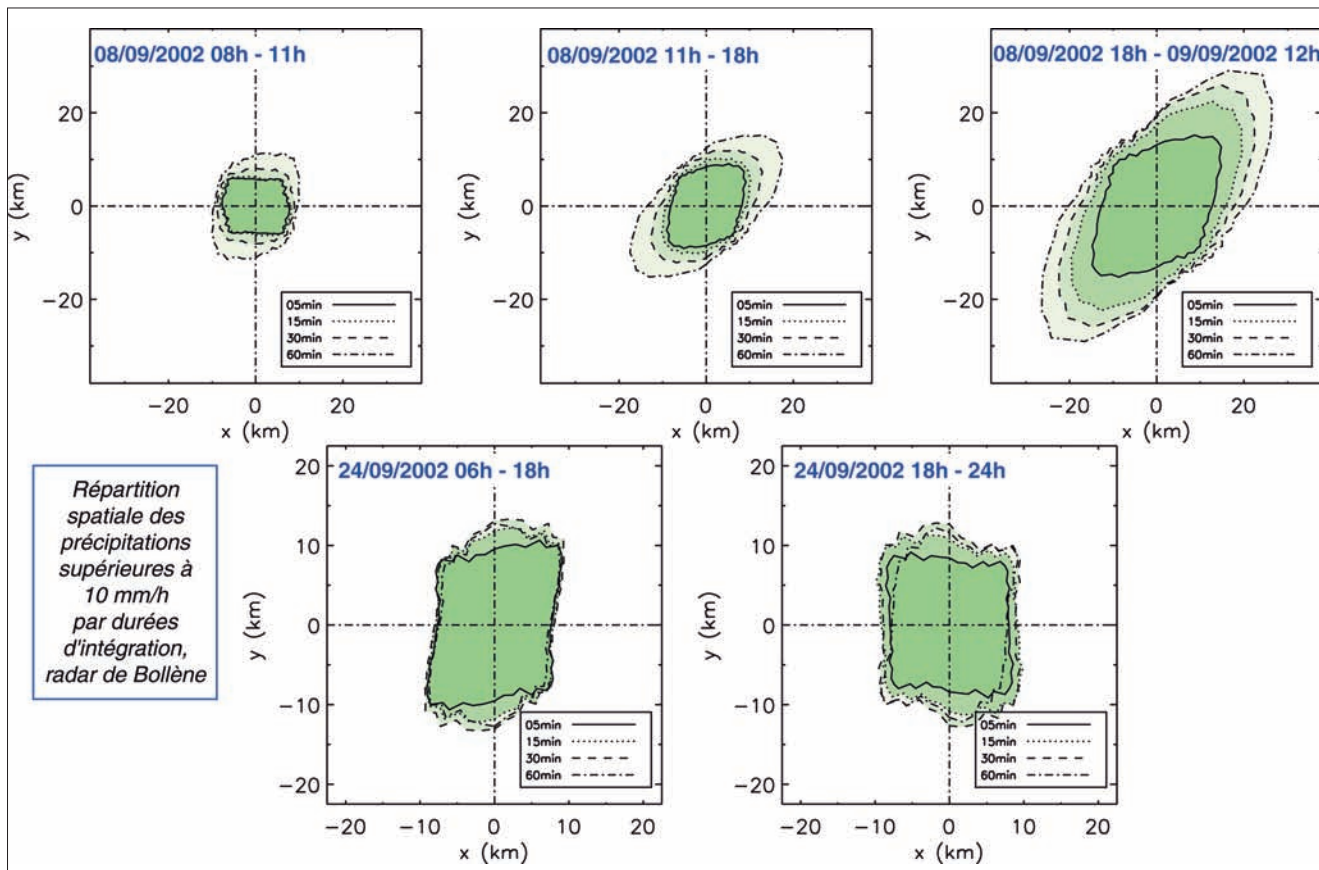 08/09/2002 08h - 11h
20
0
−20
y (km)
−20 0 20
x (km)
05min
15min
30min
60min
08/09/2002 11h - 18h
20
0
−20
y (km)
−20 0 20
x (km)
05min
15min
30min
60min
08/09/2002 18h - 09/09/2002 12h
20
0
−20
y (km)
−20 0 20
x (km)
05min
15min
30min
60min
Répartition
spatiale des
précipitations
supérieures à
10 mm/h
par durées
d'intégration,
radar de Bollène
24/09/2002 06h - 18h
20
10
0
−10
−20
y (km)
−20 −10 0 10 20
x (km)
05min
15min
30min
60min
24/09/2002 18h - 24h
20
10
0
−10
−20
y (km)
−20 −10 0 10 20
x (km)
05min
15min
30min
60min